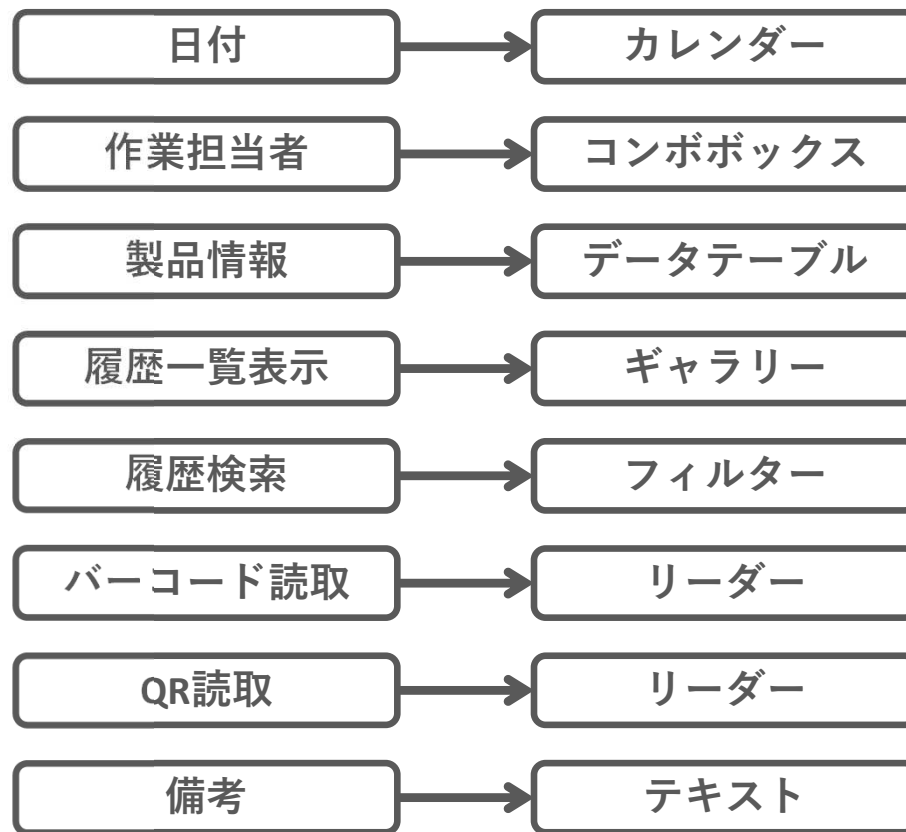 日付
カレンダー
作業担当者
コンボボックス
製品情報
データテーブル
履歴一覧表示
ギャラリー
履歴検索
フィルター
バーコード読取
リーダー
QR読取
リーダー
備考
テキスト